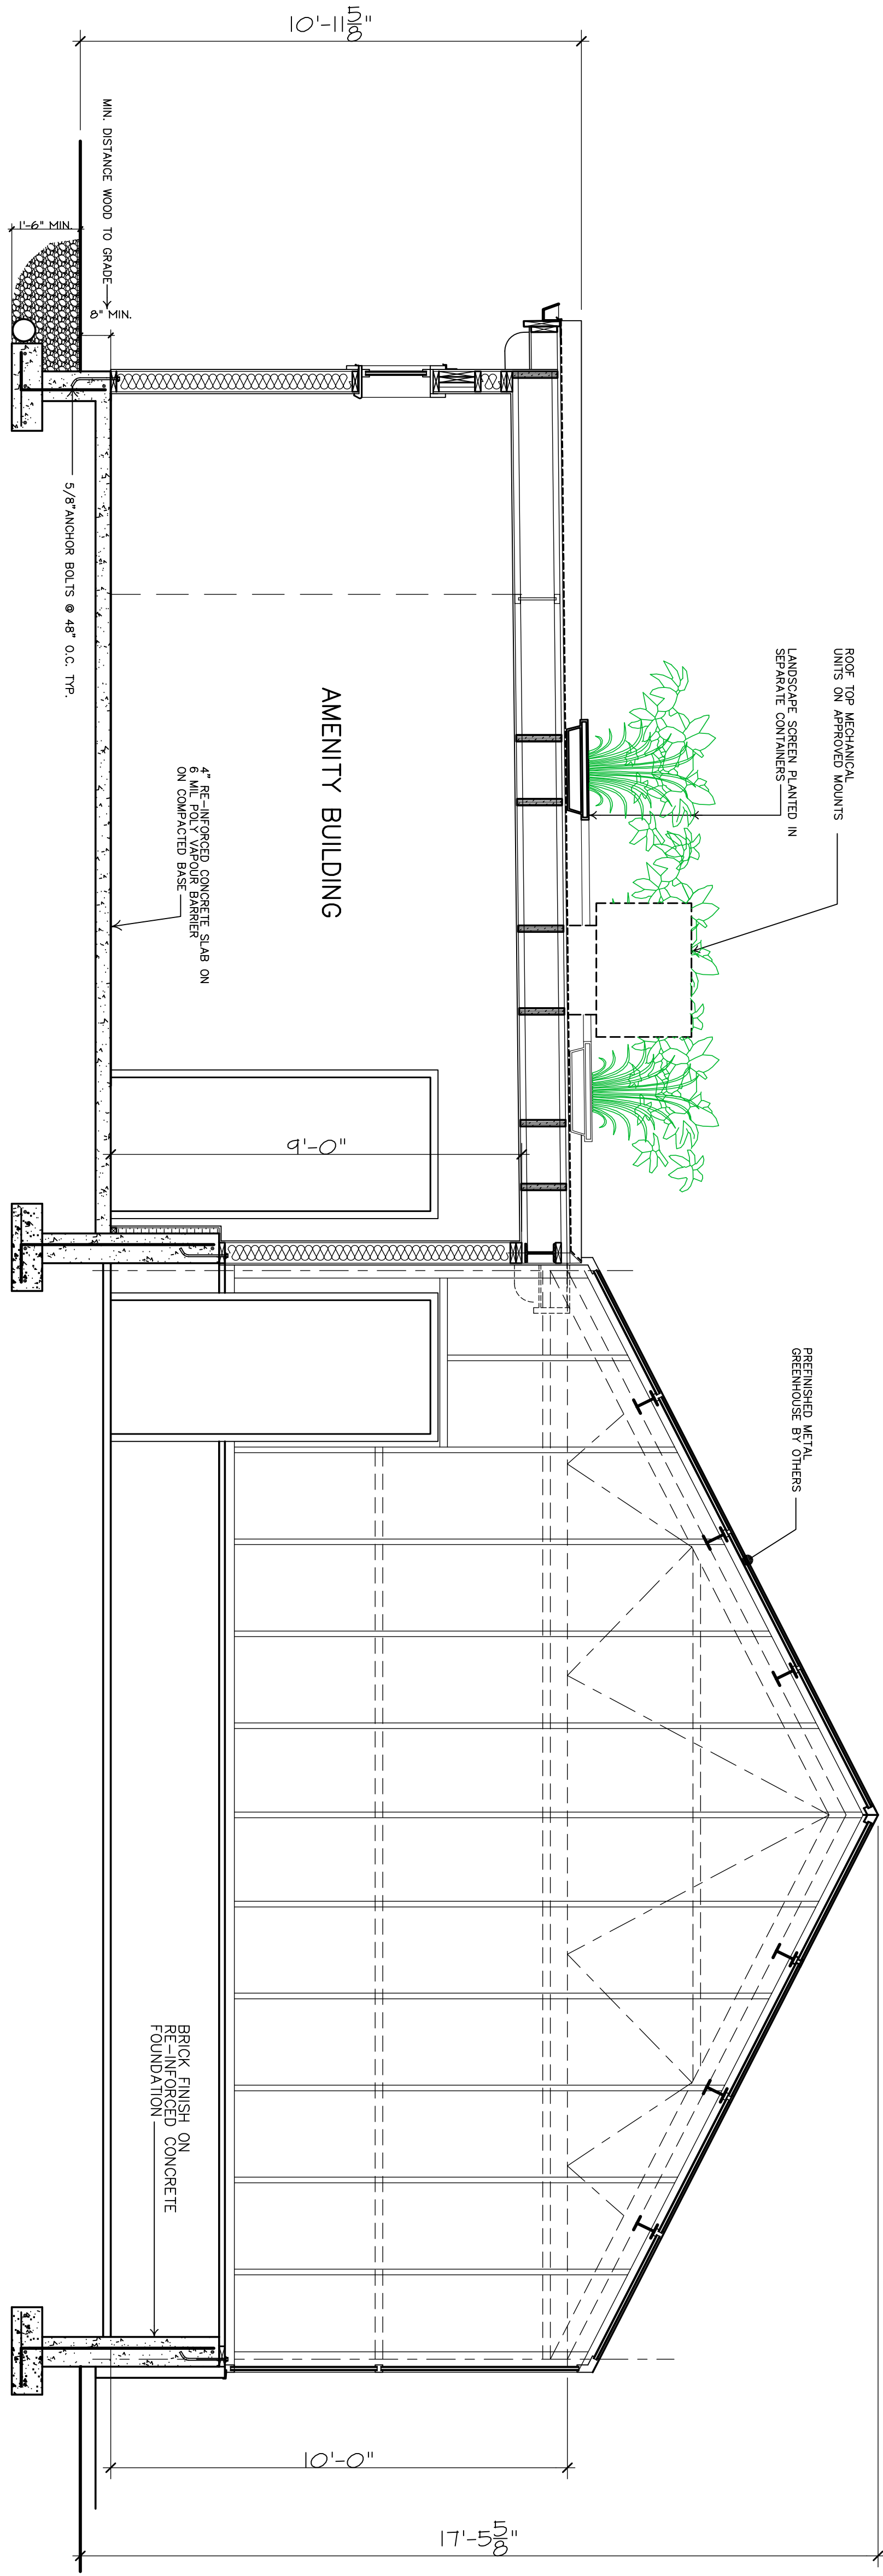 10'-11 5/8"
MIN. DISTANCE WOOD TO GRADE
1'-6" MIN.
8" MIN.
5/8"ANCHOR BOLTS @ 48" O.C. TYP.
ROOF TOP MECHANICAL
UNITS ON APPROVED MOUNTS
LANDSCAPE SCREEN PLANTED IN
SEPARATE CONTAINERS
AMENITY BUILDING
4" RE-INFORCED CONCRETE SLAB ON
6 MIL POLY VAPOUR BARRIER
ON COMPACTED BASE
9'-0"
PREFINISHED METAL
GREENHOUSE BY OTHERS
BRICK FINISH ON
RE-INFORCED CONCRETE
FOUNDATION
10'-0"
17'-5 5/8"